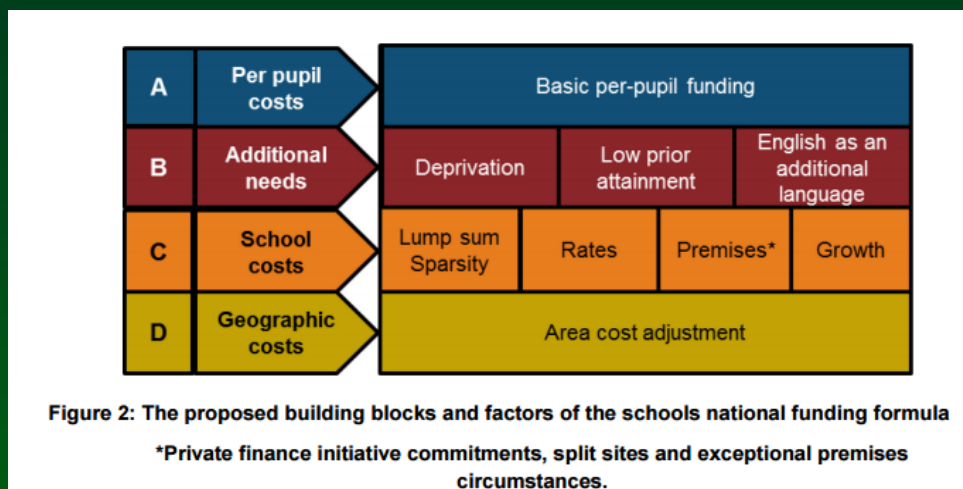 A
Per pupil
costs
Basic per-pupil funding
B
Additional
needs
Deprivation
Low prior
attainment
English as an
additional
language
C
School
costs
Lump sum
Sparsity
Rates
Premises*
Growth
D
Geographic
costs
Area cost adjustment
Figure 2: The proposed building blocks and factors of the schools national funding formula
*Private finance initiative commitments, split sites and exceptional premises
circumstances.